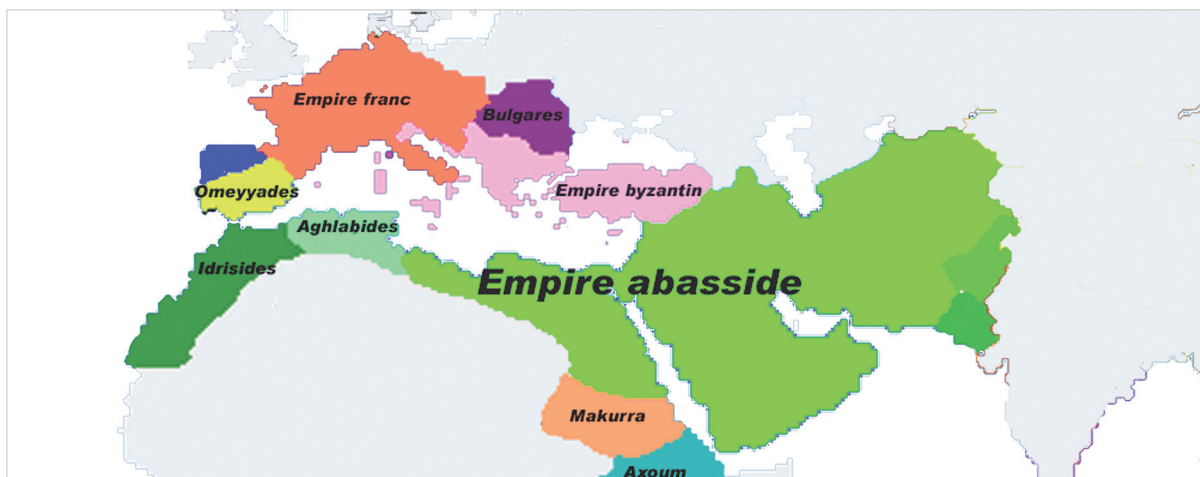 Empire franc
Bulgares
Omeyyades
Empire byzantin
Aghlabides
Idrisides
Empire abasside
Makurra
Axoum